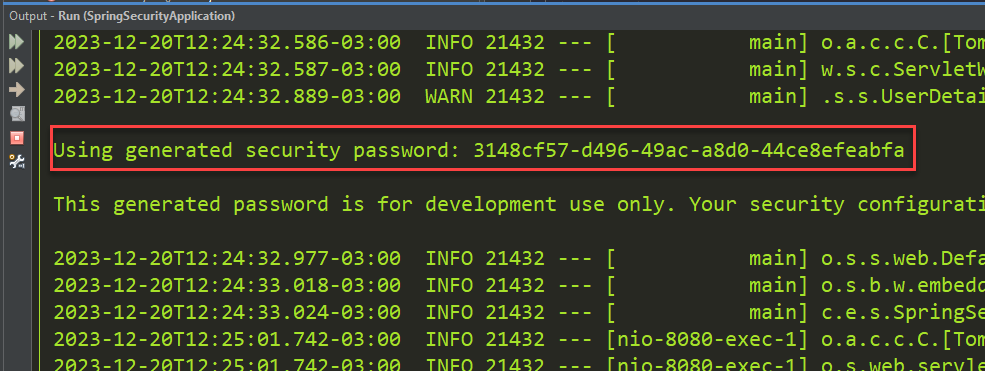 Output - Run (SpringSecurityApplication)
2023-12-20T12:24:32.586-03:00  INFO 21432 --- [           main] o.a.c.c.C.[Tom
2023-12-20T12:24:32.587-03:00  INFO 21432 --- [           main] w.s.c.ServletW
2023-12-20T12:24:32.889-03:00  WARN 21432 --- [           main] .s.s.UserDetai
Using generated security password: 3148cf57-d496-49ac-a8d0-44ce8efeabfa
This generated password is for development use only. Your security configurati
2023-12-20T12:24:32.977-03:00  INFO 21432 --- [           main] o.s.s.web.Defa
2023-12-20T12:24:33.018-03:00  INFO 21432 --- [           main] o.s.b.w.embedd
2023-12-20T12:24:33.024-03:00  INFO 21432 --- [           main] c.e.s.SpringSe
2023-12-20T12:25:01.742-03:00  INFO 21432 --- [nio-8080-exec-1] o.a.c.c.C.[Tom
2023-12-20T12:25:01.742-03:00  INFO 21432 --- [nio-8080-exec-1] o.s.web.servle